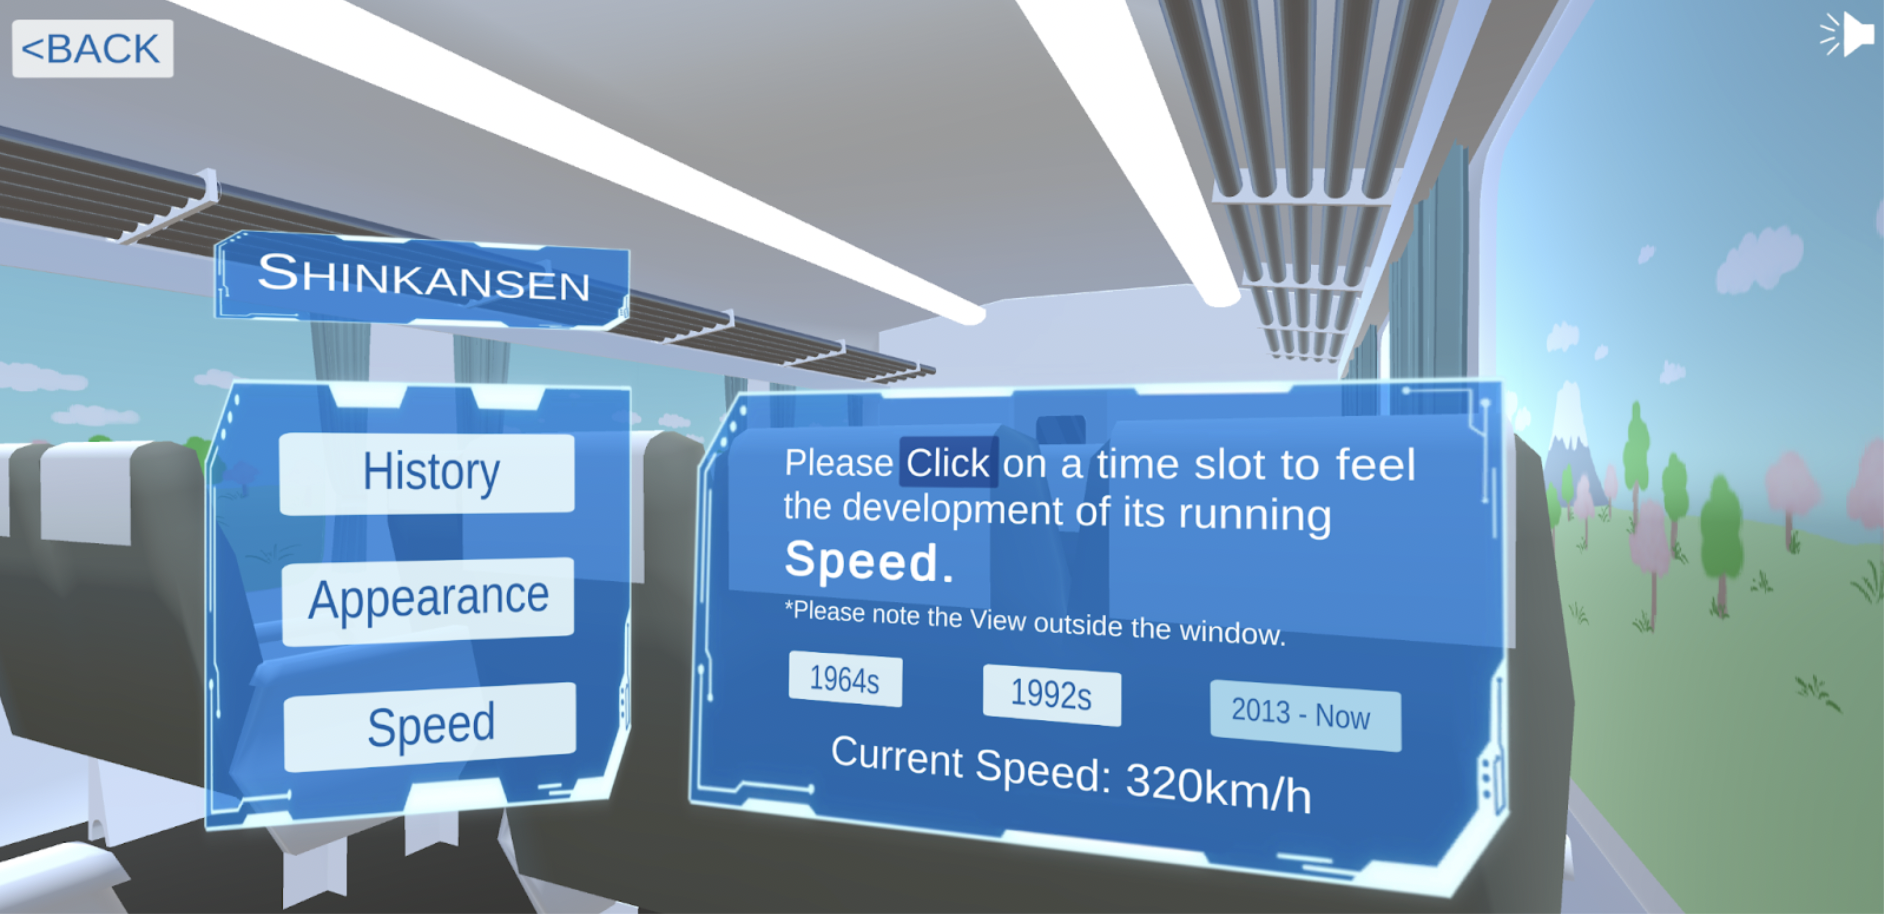 <BACK
SHINKANSEN
History
Appearance
Speed
Please Click on a time slot to feel
the development of its running
Speed.
*Please note the View outside the window.
1964s
1992s
2013 - Now
Current Speed: 320km/h